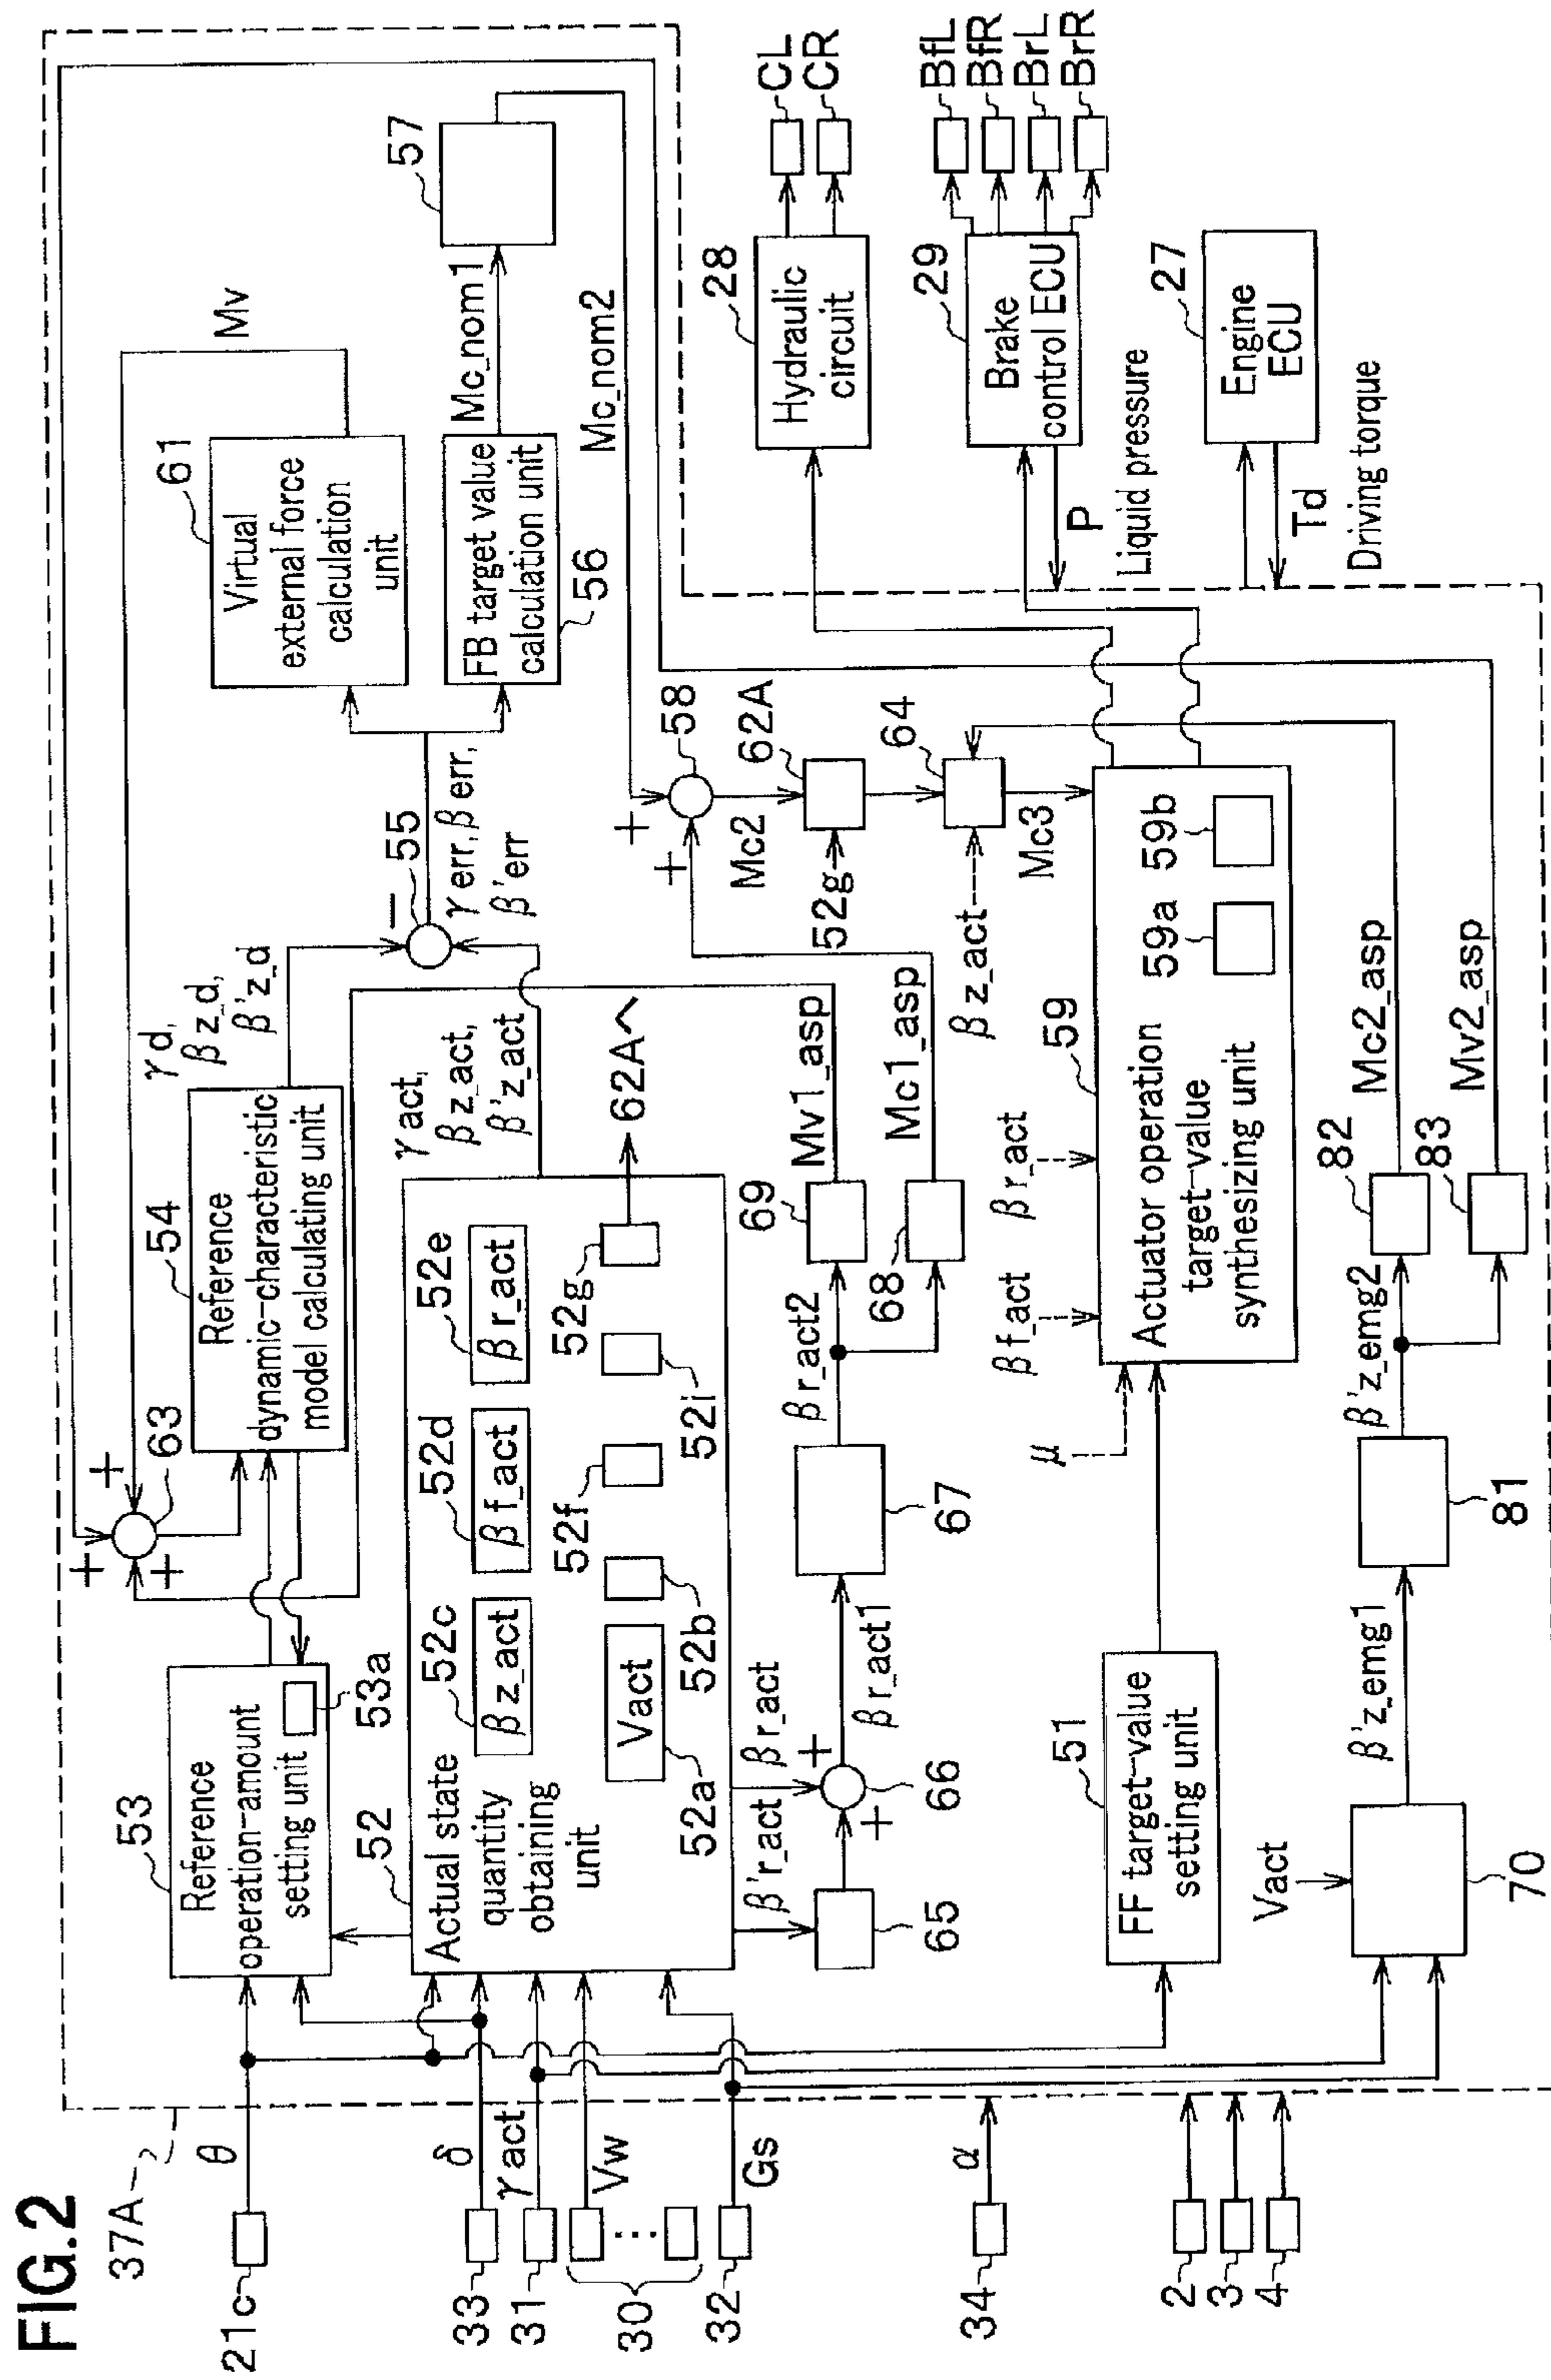 FIG.2
37A
21c
θ
33
δ
31
γact
30
Vw
32
Gs
34
α
2
3
4
53
Reference
operation-amount
setting unit
53a
54
Reference
dynamic-characteristic
model calculating unit
63
+
+
+
γd,
βz_d,
β'z_d
61
Virtual
external force
calculation
unit
Mv
55
−
γerr,βerr,
β'err
FB target value
calculation unit
56
Mc_nom1
57
Mc_nom2
52
Actual state
quantity
obtaining
unit
52c
βz_act
52d
βf_act
52e
βr_act
52a
Vact
52b
52f
52i
52g
62Aへ
γact,
βz_act,
β'z_act
β'r_act
βr_act
65
66
+
+
βr_act1
67
βr_act2
69
68
Mv1_asp
Mc1_asp
58
+
+
Mc2
62A
52g
64
βz_act
Mc3
51
FF target-value
setting unit
μ
βf_act
βr_act
59
Actuator operation
target-value
synthesizing unit
59a
59b
Vact
70
β'z_emg1
81
β'z_emg2
82
83
Mc2_asp
Mv2_asp
28
Hydraulic
circuit
CL
CR
29
Brake
control ECU
BfL
BfR
BrL
BrR
P
Liquid pressure
27
Engine
ECU
Td
Driving torque